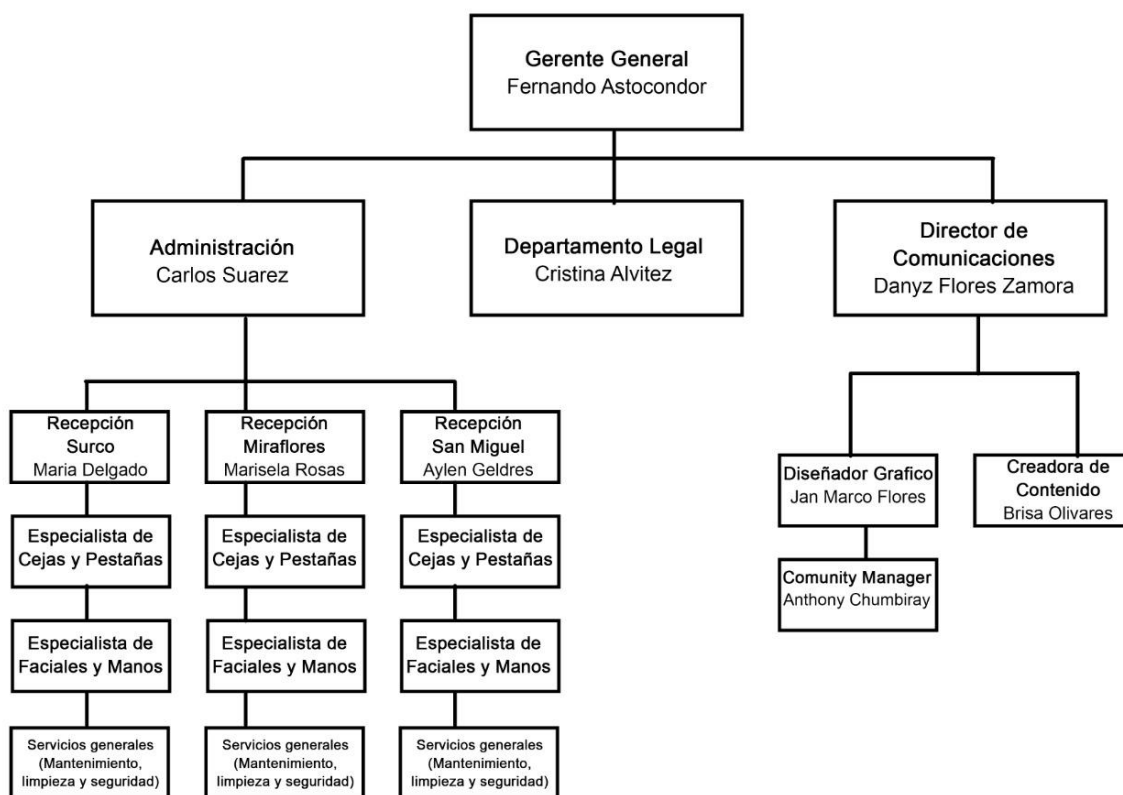 Gerente General
Fernando Astocondor
Administración
Carlos Suarez
Departamento Legal
Cristina Alvitez
Director de
Comunicaciones
Danyz Flores Zamora
Recepción
Surco
Maria Delgado
Recepción
Miraflores
Marisela Rosas
Recepción
San Miguel
Aylen Geldres
Diseñador Grafico
Jan Marco Flores
Creadora de
Contenido
Brisa Olivares
Especialista de
Cejas y Pestañas
Especialista de
Cejas y Pestañas
Especialista de
Cejas y Pestañas
Comunity Manager
Anthony Chumbiray
Especialista de
Faciales y Manos
Especialista de
Faciales y Manos
Especialista de
Faciales y Manos
Servicios generales
(Mantenimiento,
limpieza y seguridad)
Servicios generales
(Mantenimiento,
limpieza y seguridad)
Servicios generales
(Mantenimiento,
limpieza y seguridad)